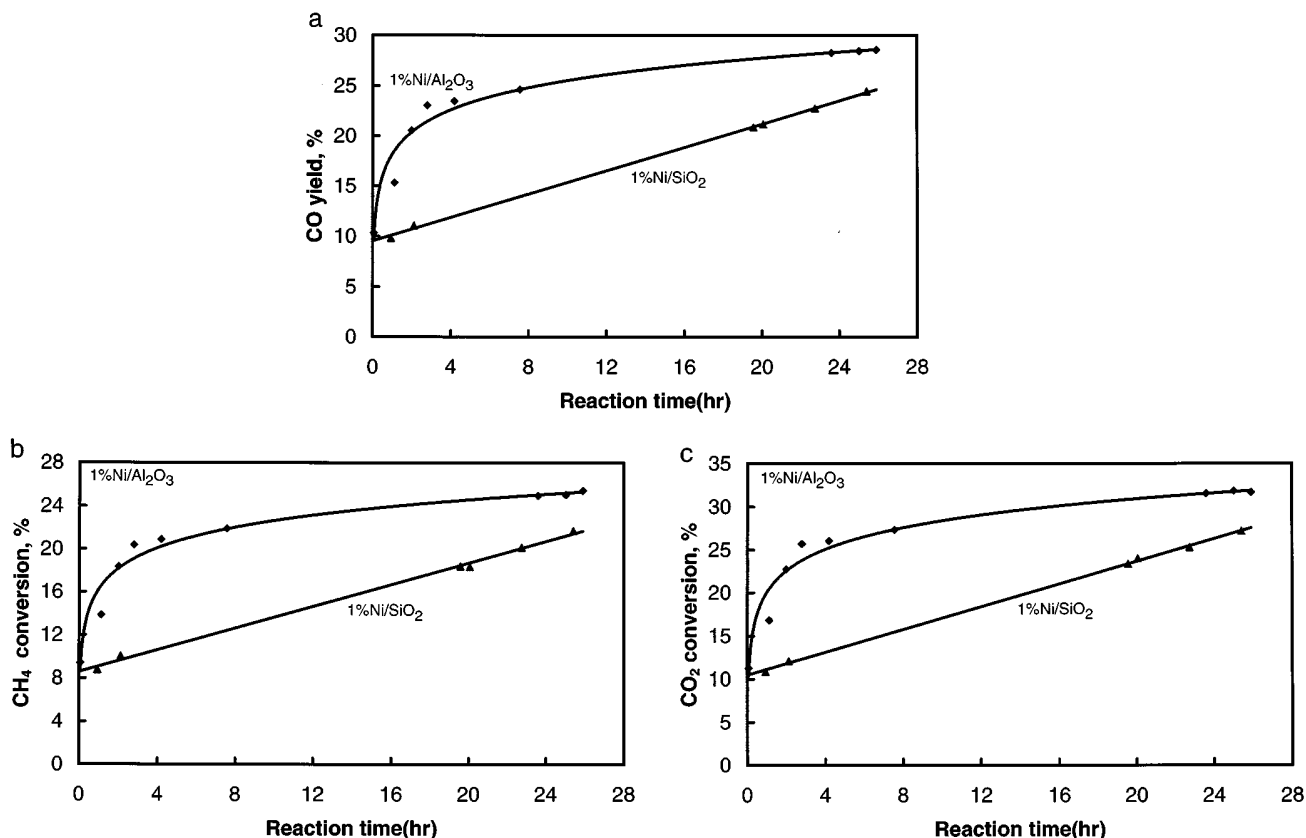 a
30
25
20
15
10
5
0
CO yield, %
1%Ni/Al₂O₃
1%Ni/SiO₂
0 4 8 12 16 20 24 28
Reaction time(hr)
b
28
24
20
16
12
8
4
0
CH₄ conversion, %
1%Ni/Al₂O₃
1%Ni/SiO₂
0 4 8 12 16 20 24 28
Reaction time(hr)
c
35
30
25
20
15
10
5
0
CO₂ conversion, %
1%Ni/Al₂O₃
1%Ni/SiO₂
0 4 8 12 16 20 24 28
Reaction time(hr)